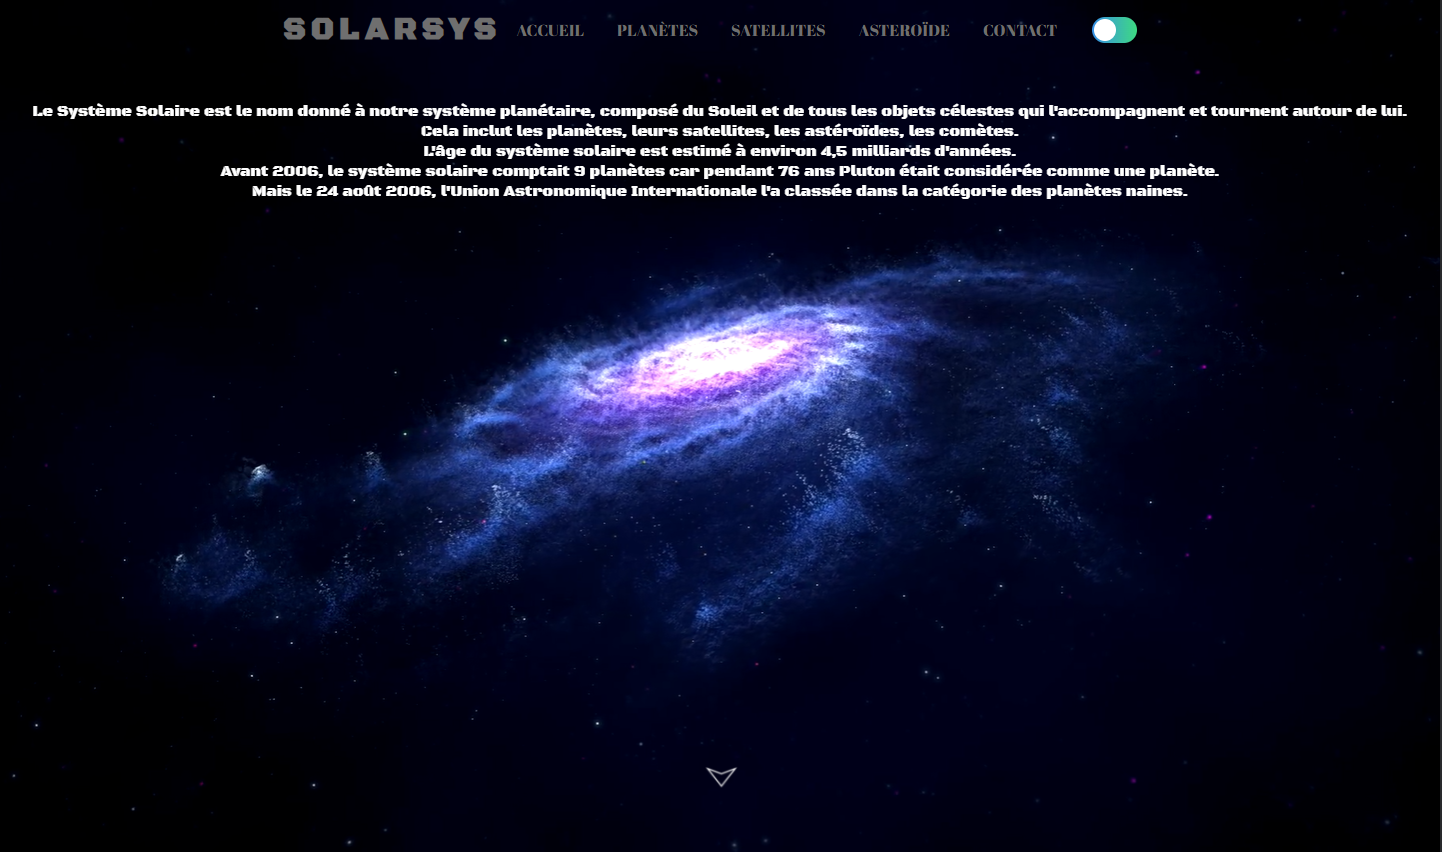 SOLARSYS ACCUEIL PLANÈTES SATELLITES ASTEROÏDE CONTACT
Le Système Solaire est le nom donné à notre système planétaire, composé du Soleil et de tous les objets célestes qui l'accompagnent et tournent autour de lui.
Cela inclut les planètes, leurs satellites, les astéroïdes, les comètes.
L'âge du système solaire est estimé à environ 4,5 milliards d'années.
Avant 2006, le système solaire comptait 9 planètes car pendant 76 ans Pluton était considérée comme une planète.
Mais le 24 août 2006, l'Union Astronomique Internationale l'a classée dans la catégorie des planètes naines.